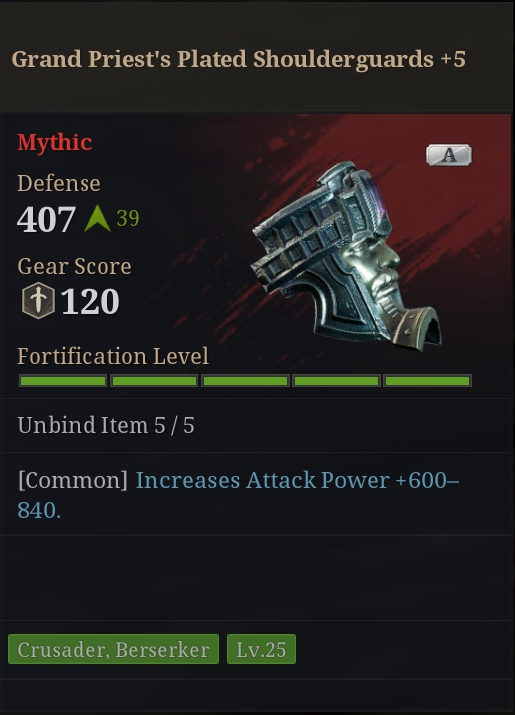 Grand Priest's Plated Shoulderguards +5
Mythic
A
Defense
407 39
Gear Score
120
Fortification Level
Unbind Item 5 / 5
[Common] Increases Attack Power +600–
840.
Crusader, Berserker Lv.25